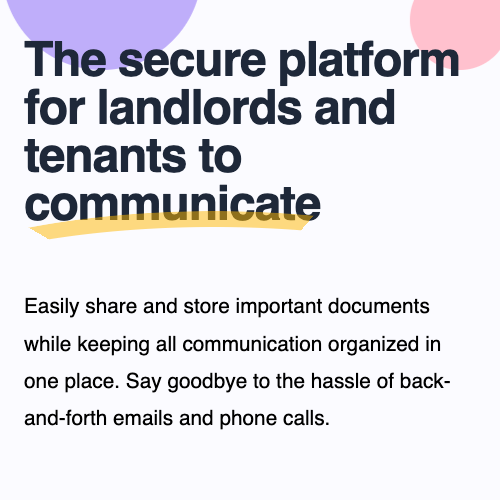 The secure platform
for landlords and
tenants to
communicate
Easily share and store important documents
while keeping all communication organized in
one place. Say goodbye to the hassle of back-
and-forth emails and phone calls.